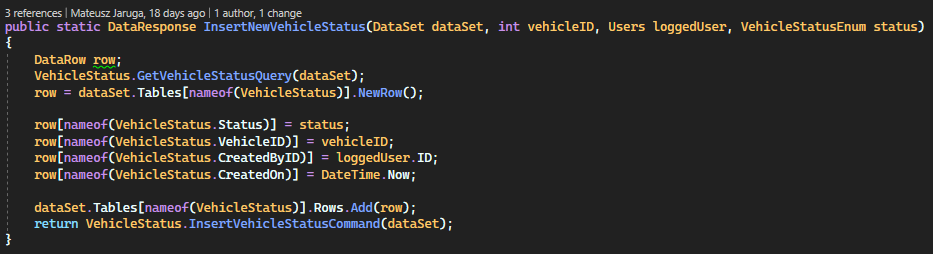 3 references | Mateusz Jaruga, 18 days ago | 1 author, 1 change
public static DataResponse InsertNewVehicleStatus(DataSet dataSet, int vehicleID, Users loggedUser, VehicleStatusEnum status)
{
    DataRow row;
    VehicleStatus.GetVehicleStatusQuery(dataSet);
    row = dataSet.Tables[nameof(VehicleStatus)].NewRow();

    row[nameof(VehicleStatus.Status)] = status;
    row[nameof(VehicleStatus.VehicleID)] = vehicleID;
    row[nameof(VehicleStatus.CreatedByID)] = loggedUser.ID;
    row[nameof(VehicleStatus.CreatedOn)] = DateTime.Now;

    dataSet.Tables[nameof(VehicleStatus)].Rows.Add(row);
    return VehicleStatus.InsertVehicleStatusCommand(dataSet);
}